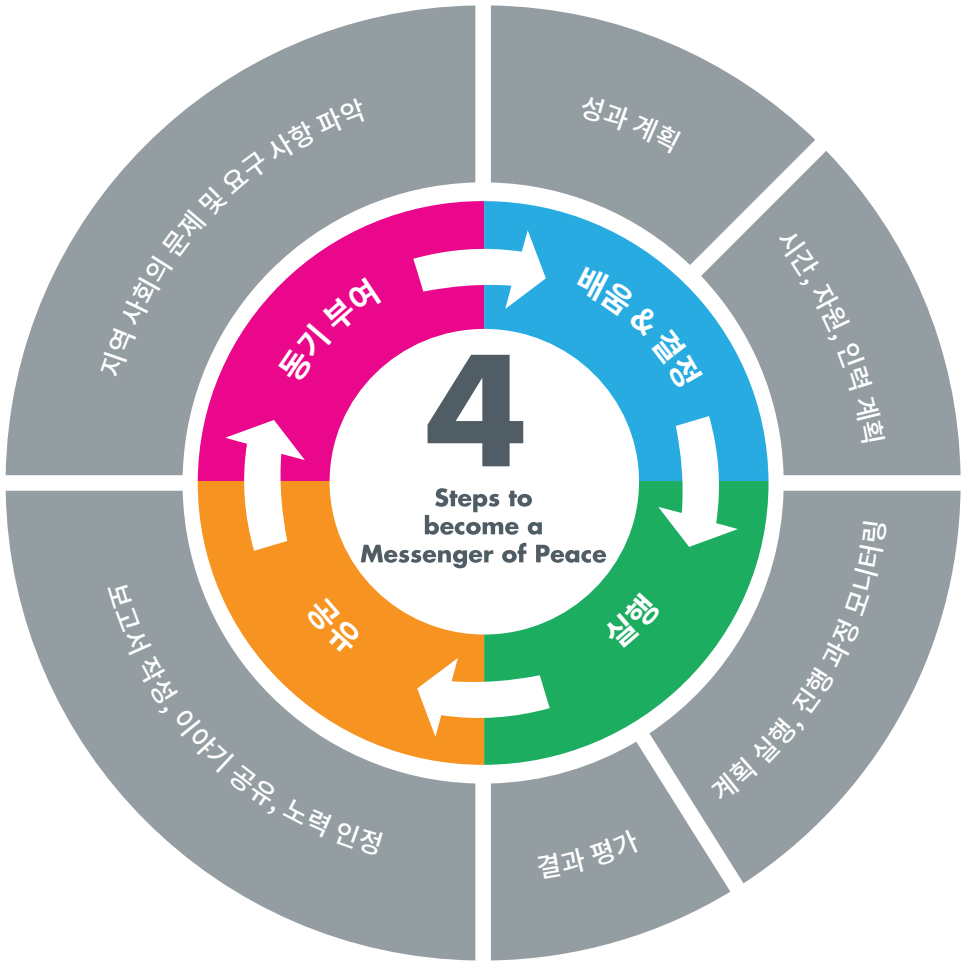 4
Steps to
become a
Messenger of Peace
동기 부여
배움 & 결정
실행
공유
지역 사회의 문제 및 요구 사항 파악
성과 계획
시간, 자원, 인력 계획
계획 실행, 진행 과정 모니터링
결과 평가
보고서 작성, 이야기 공유, 노력 인정